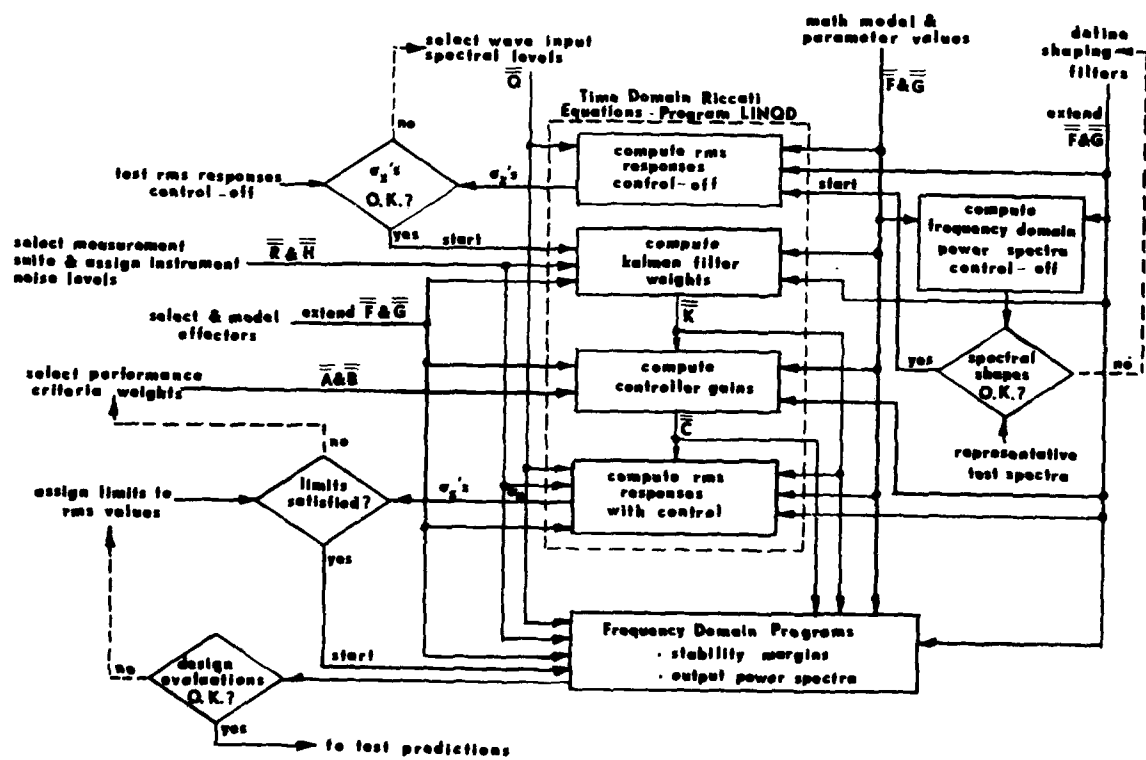 select wave input
spectral levels
Q
math model &
parameter values
F&G
define
shaping
filters
extend
F&G
Time Domain Riccati
Equations - Program LINQD
no
compute rms
responses
control-off
test rms responses
control-off
σx's
O.K.?
σx's
start
yes
start
compute
frequency domain
power spectra
control-off
select measurement
suite & assign instrument
noise levels
R & H
compute
kalman filter
weights
select & model
effectors
extend F&G
K
yes
spectral
shapes
O.K.?
no
select performance
criteria weights
A&B
compute
controller gains
C
representative
test spectra
no
assign limits to
rms values
limits
satisfied?
σx's
compute rms
responses
with control
yes
Frequency Domain Programs
· stability margins
· output power spectra
start
no
design
evaluations
O.K.?
yes
to test predictions